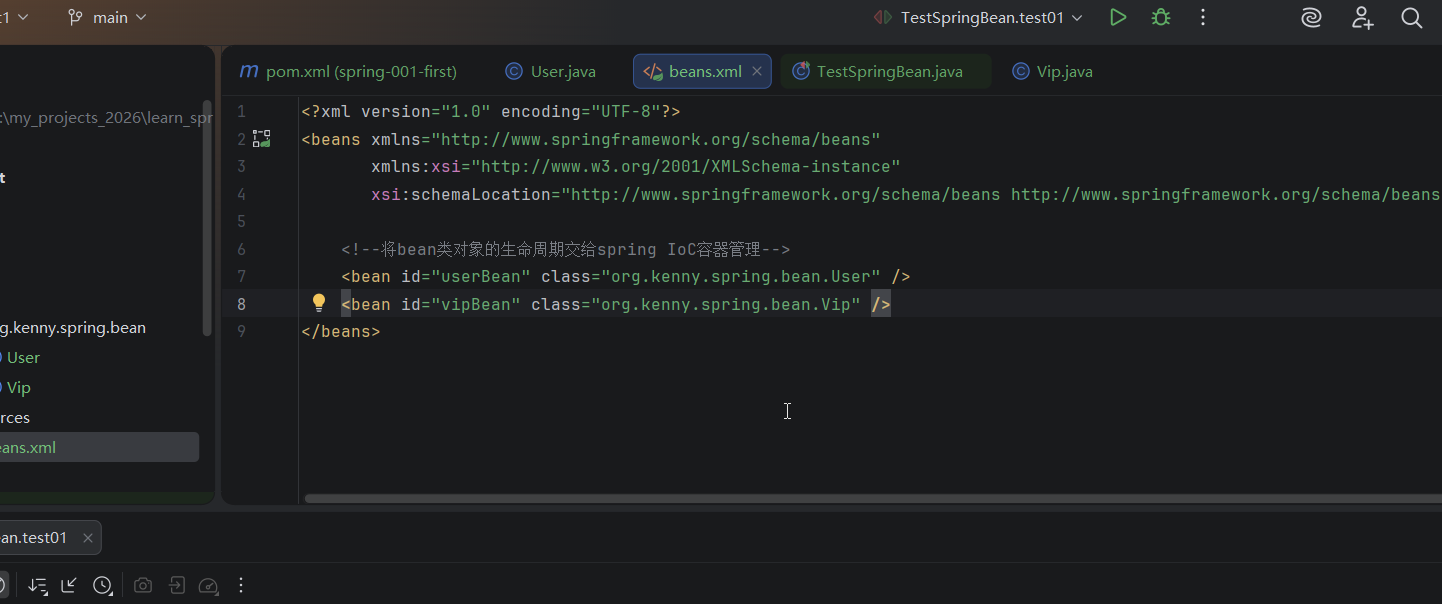 main
TestSpringBean.test01
pom.xml (spring-001-first)
User.java
beans.xml
TestSpringBean.java
Vip.java
:\my_projects_2026\learn_spr
g.kenny.spring.bean
User
Vip
rces
eans.xml
1 <?xml version="1.0" encoding="UTF-8"?>
2 <beans xmlns="http://www.springframework.org/schema/beans"
3 xmlns:xsi="http://www.w3.org/2001/XMLSchema-instance"
4 xsi:schemaLocation="http://www.springframework.org/schema/beans http://www.springframework.org/schema/beans
5
6 <!--将bean类对象的生命周期交给spring IoC容器管理-->
7 <bean id="userBean" class="org.kenny.spring.bean.User" />
8 <bean id="vipBean" class="org.kenny.spring.bean.Vip" />
9 </beans>
ean.test01